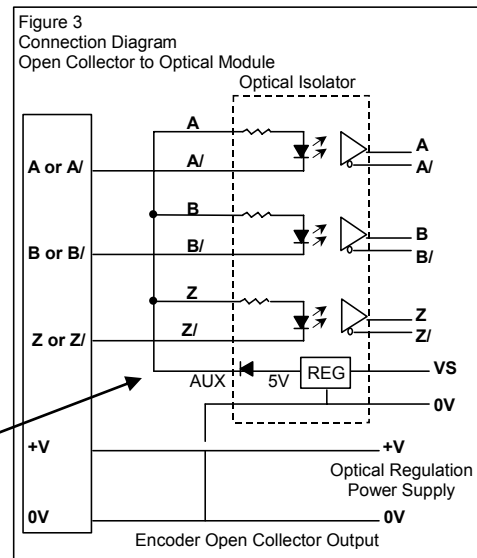 Figure 3
Connection Diagram
Open Collector to Optical Module
Optical Isolator
A
A
A or A/
A/
A/
B
B
B or B/
B/
B/
Z
Z
Z or Z/
Z/
Z/
AUX
5V
REG
VS
0V
+V
+V
Optical Regulation
Power Supply
0V
0V
Encoder Open Collector Output